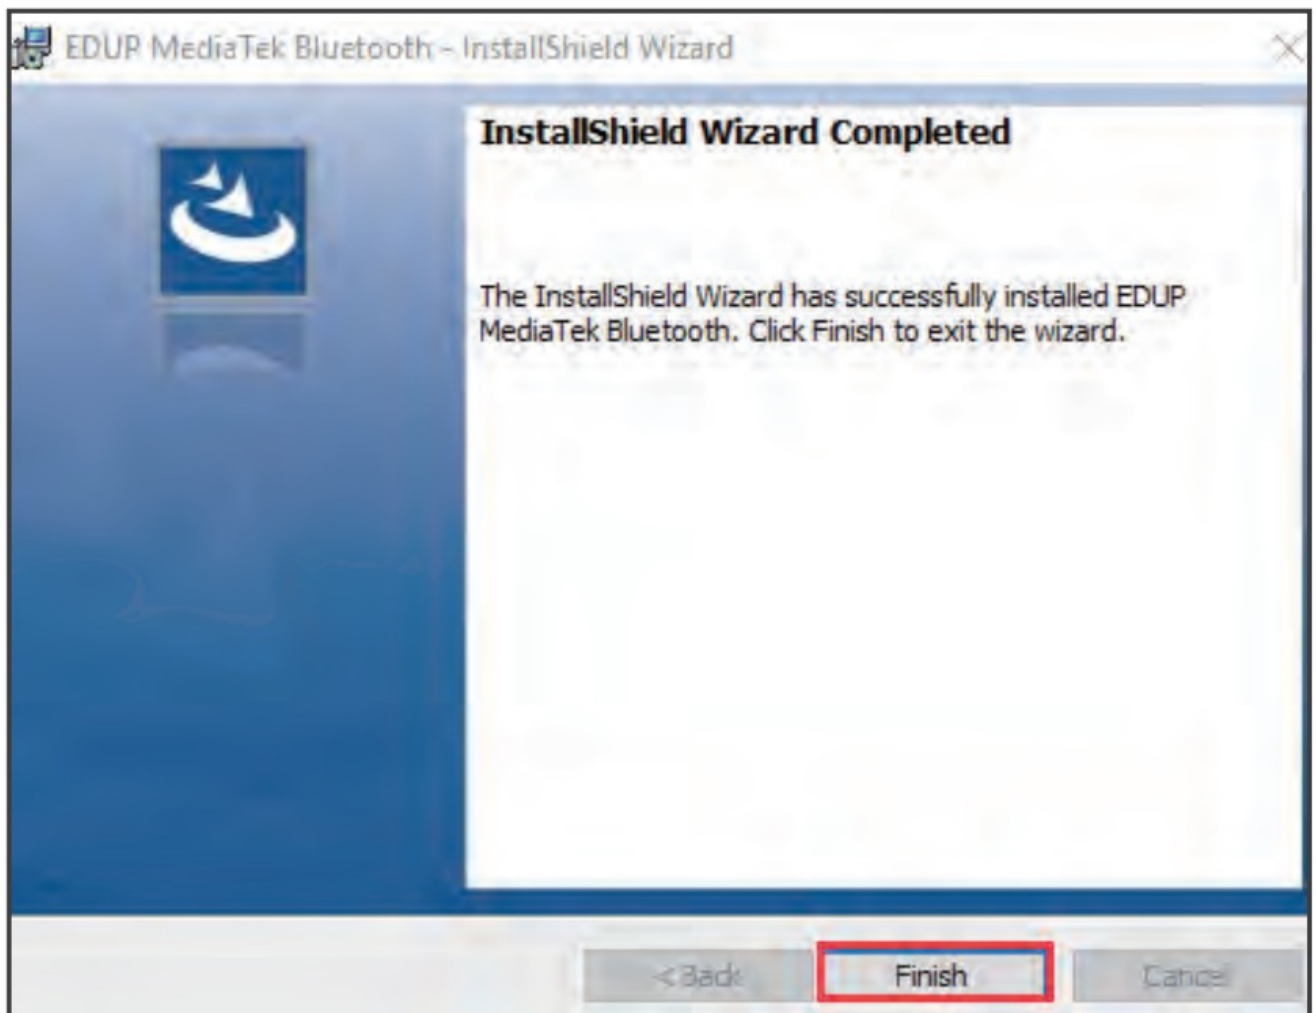 EDUP MediaTek Bluetooth - InstallShield Wizard
InstallShield Wizard Completed
The InstallShield Wizard has successfully installed EDUP
MediaTek Bluetooth. Click Finish to exit the wizard.
< Back
Finish
Cancel